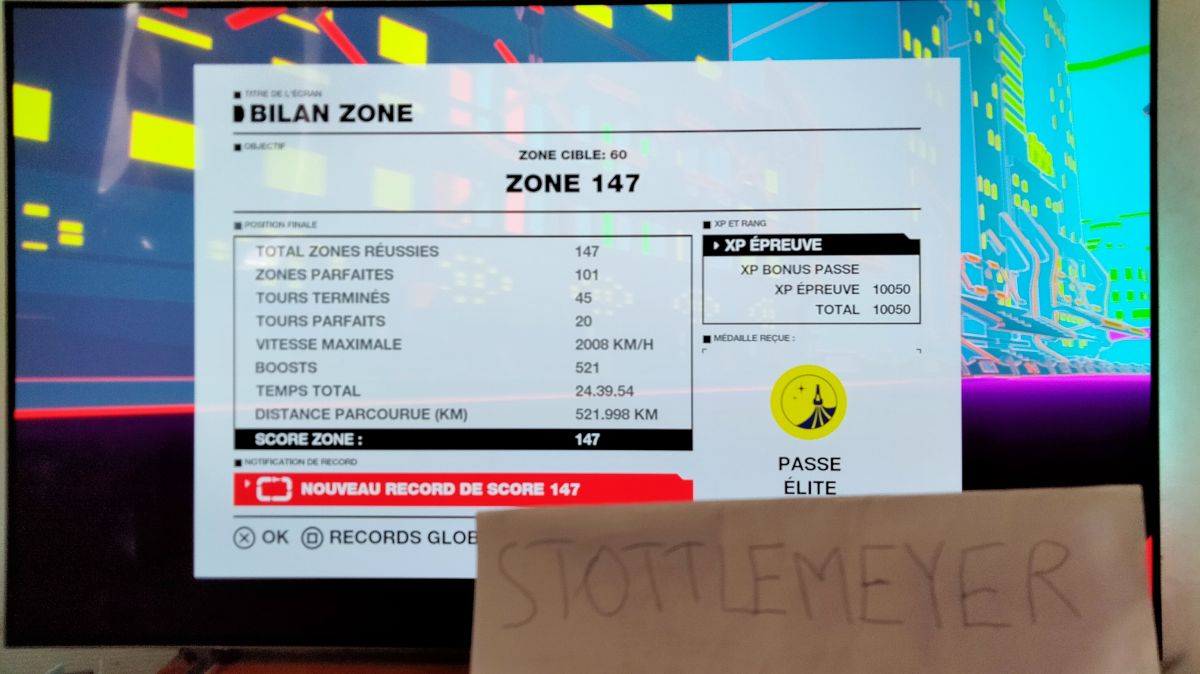 TITRE DE L'ÉCRAN
BILAN ZONE
OBJECTIF
ZONE CIBLE: 60
ZONE 147
POSITION FINALE
TOTAL ZONES RÉUSSIES 147
ZONES PARFAITES 101
TOURS TERMINÉS 45
TOURS PARFAITS 20
VITESSE MAXIMALE 2008 KM/H
BOOSTS 521
TEMPS TOTAL 24.39.54
DISTANCE PARCOURUE (KM) 521.998 KM
SCORE ZONE : 147
NOTIFICATION DE RECORD
NOUVEAU RECORD DE SCORE 147
XP ET RANG
XP ÉPREUVE
XP BONUS PASSE
XP ÉPREUVE 10050
TOTAL 10050
MÉDAILLE REÇUE :
PASSE
ÉLITE
OK RECORDS GLOB
STOTTLEMEYER